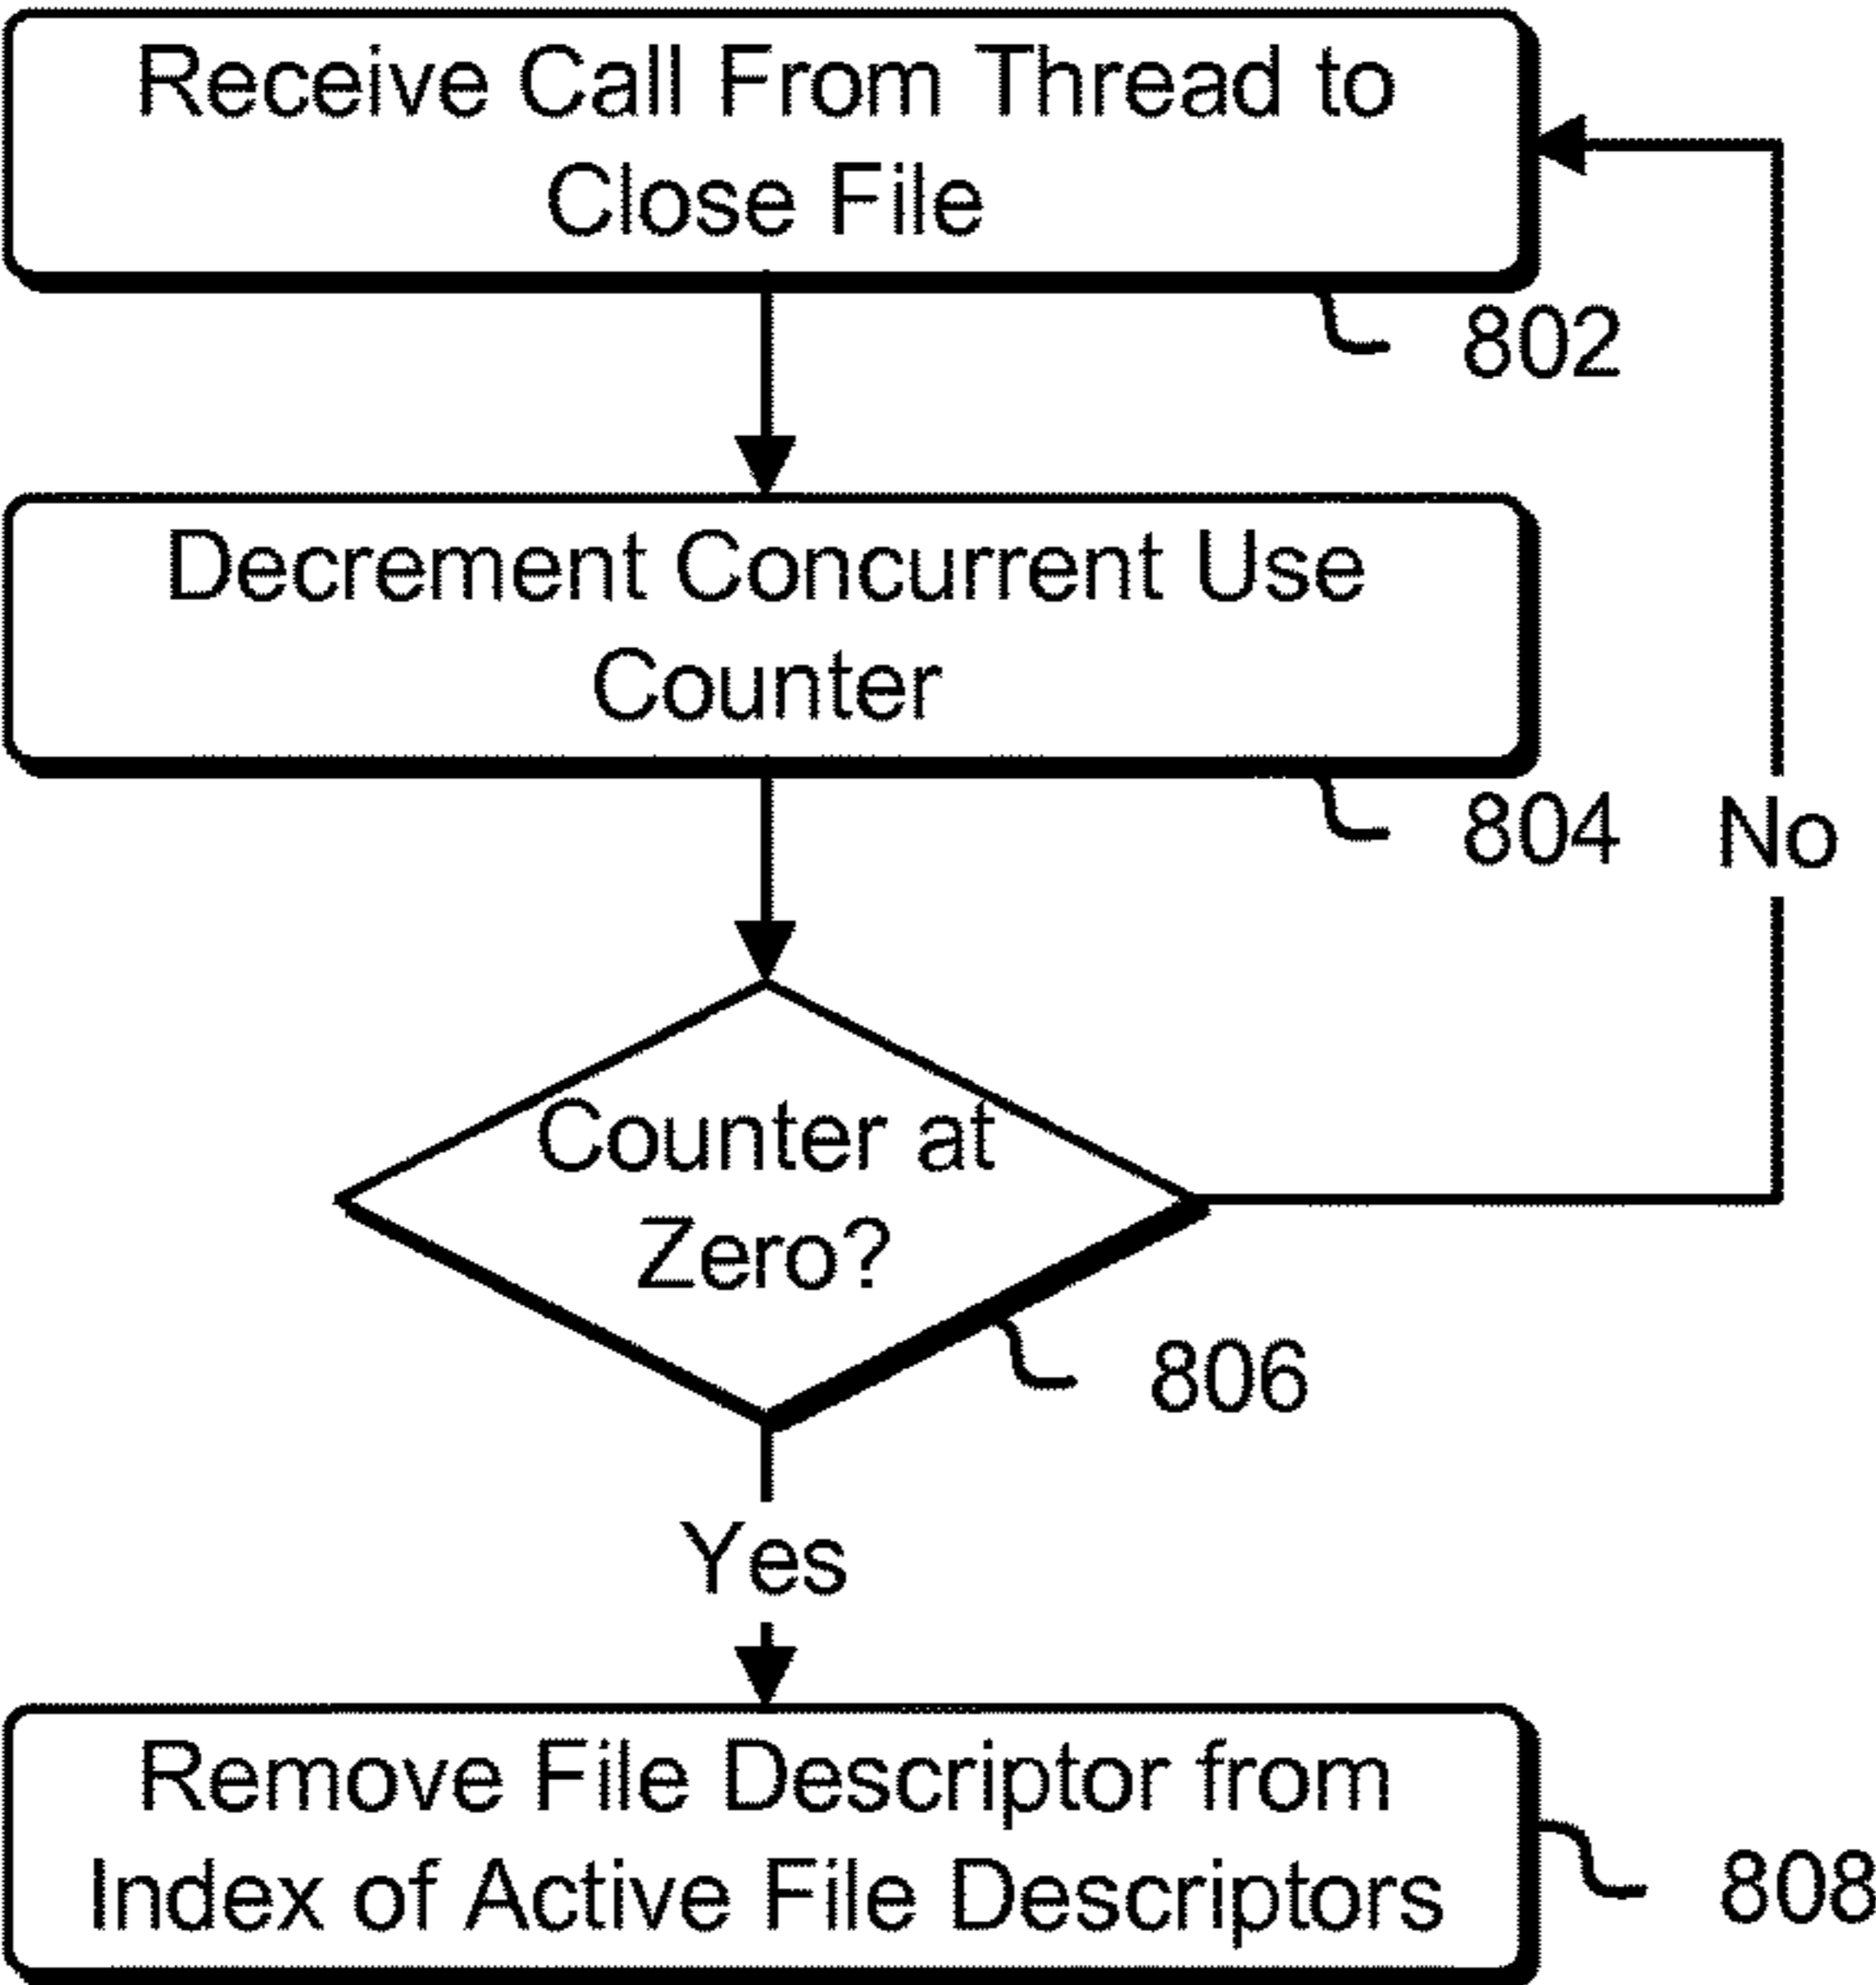 Receive Call From Thread to
Close File
802
Decrement Concurrent Use
Counter
804
No
Counter at
Zero?
806
Yes
Remove File Descriptor from
Index of Active File Descriptors
808